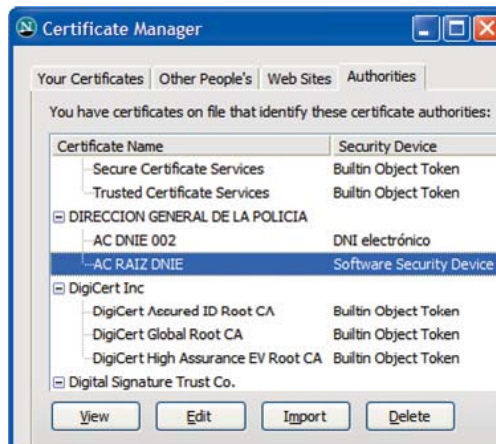 Certificate Manager
Your Certificates Other People's Web Sites Authorities
You have certificates on file that identify these certificate authorities:
Certificate Name Security Device
Secure Certificate Services Builtin Object Token
Trusted Certificate Services Builtin Object Token
DIRECCION GENERAL DE LA POLICIA
AC DNIE 002 DNI electrónico
AC RAIZ DNIE Software Security Device
DigiCert Inc
DigiCert Assured ID Root CA Builtin Object Token
DigiCert Global Root CA Builtin Object Token
DigiCert High Assurance EV Root CA Builtin Object Token
Digital Signature Trust Co.
View Edit Import Delete